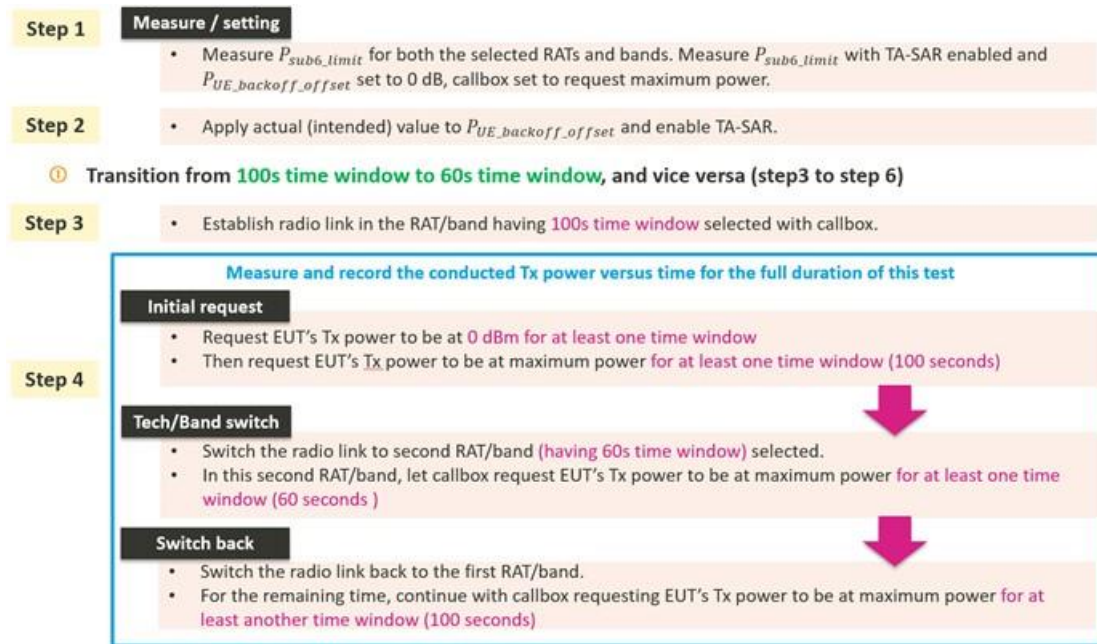 Step 1
Measure / setting
• Measure P_sub6_limit for both the selected RATs and bands. Measure P_sub6_limit with TA-SAR enabled and
P_UE_backoff_offset set to 0 dB, callbox set to request maximum power.
Step 2
• Apply actual (intended) value to P_UE_backoff_offset and enable TA-SAR.
① Transition from 100s time window to 60s time window, and vice versa (step3 to step 6)
Step 3
• Establish radio link in the RAT/band having 100s time window selected with callbox.
Measure and record the conducted Tx power versus time for the full duration of this test
Step 4
Initial request
• Request EUT's Tx power to be at 0 dBm for at least one time window
• Then request EUT's Tx power to be at maximum power for at least one time window (100 seconds)
Tech/Band switch
• Switch the radio link to second RAT/band (having 60s time window) selected.
• In this second RAT/band, let callbox request EUT's Tx power to be at maximum power for at least one time
window (60 seconds )
Switch back
• Switch the radio link back to the first RAT/band.
• For the remaining time, continue with callbox requesting EUT's Tx power to be at maximum power for at
least another time window (100 seconds)